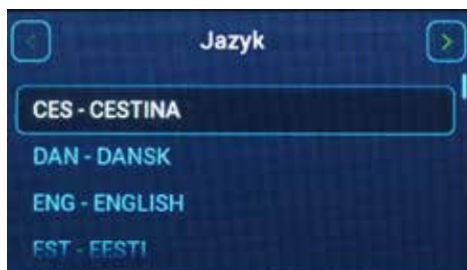 Jazyk
CES - CESTINA
DAN - DANSK
ENG - ENGLISH
EST - EESTI